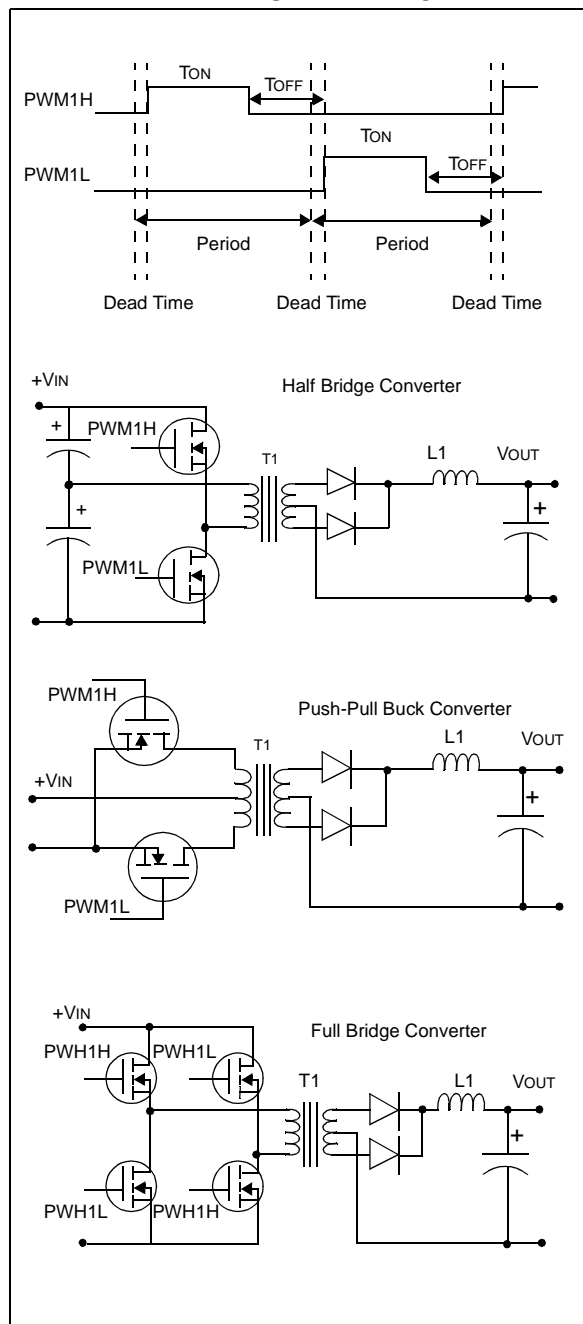 TON
TOFF
PWM1H
TON
TOFF
PWM1L
Period
Period
Dead Time
Dead Time
Dead Time
+VIN
Half Bridge Converter
PWM1H
T1
L1
VOUT
+
+
+
PWM1L
PWM1H
Push-Pull Buck Converter
T1
L1
VOUT
+VIN
+
PWM1L
+VIN
Full Bridge Converter
PWH1H
PWH1L
T1
L1
VOUT
+
PWH1L
PWH1H